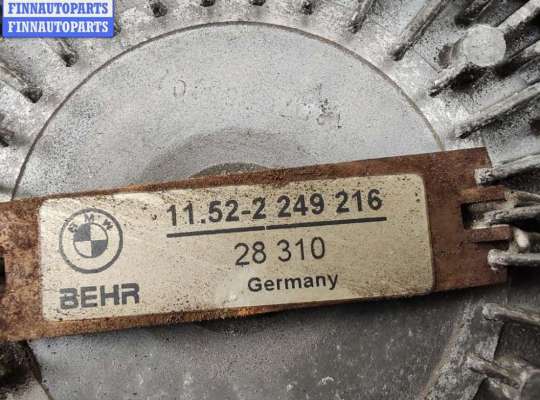 FINNAUTOPARTS
FINNAUTOPARTS
BMW
11.52-2 249 216
28 310
BEHR
Germany